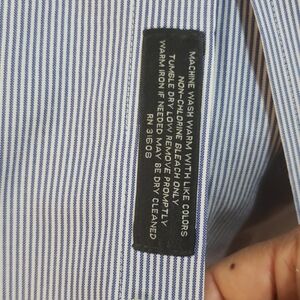 MACHINE WASH WARM WITH LIKE COLORS
NON-CHLORINE BLEACH ONLY
TUMBLE DRY LOW REMOVE PROMPTLY
WARM IRON IF NEEDED MAY BE DRY CLEANED
RN 31608